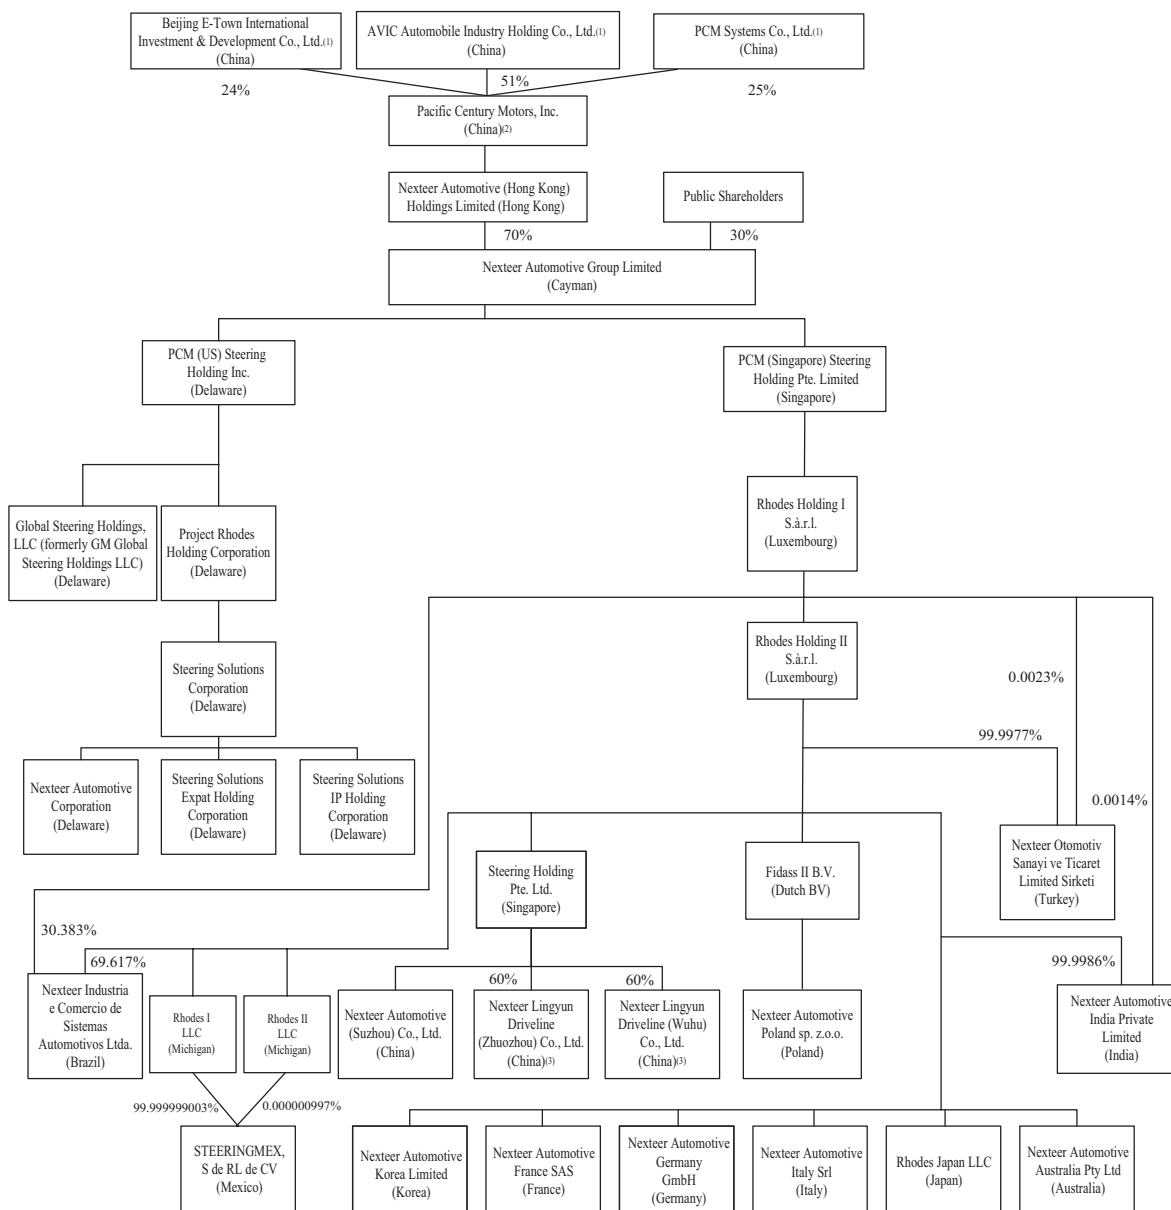 Beijing E-Town International
Investment & Development Co., Ltd.(1)
(China)
AVIC Automobile Industry Holding Co., Ltd.(1)
(China)
PCM Systems Co., Ltd.(1)
(China)
24%
51%
25%
Pacific Century Motors, Inc.
(China)(2)
Nexteer Automotive (Hong Kong)
Holdings Limited (Hong Kong)
Public Shareholders
70%
30%
Nexteer Automotive Group Limited
(Cayman)
PCM (US) Steering
Holding Inc.
(Delaware)
PCM (Singapore) Steering
Holding Pte. Limited
(Singapore)
Global Steering Holdings,
LLC (formerly GM Global
Steering Holdings LLC)
(Delaware)
Project Rhodes
Holding Corporation
(Delaware)
Rhodes Holding I
S.à.r.l.
(Luxembourg)
Steering Solutions
Corporation
(Delaware)
Rhodes Holding II
S.à.r.l.
(Luxembourg)
0.0023%
99.9977%
0.0014%
Nexteer Automotive
Corporation
(Delaware)
Steering Solutions
Expat Holding
Corporation
(Delaware)
Steering Solutions
IP Holding
Corporation
(Delaware)
Steering Holding
Pte. Ltd.
(Singapore)
Fidass II B.V.
(Dutch BV)
Nexteer Otomotiv
Sanayi ve Ticaret
Limited Sirketi
(Turkey)
30.383%
69.617%
60%
60%
99.9986%
Nexteer Industria
e Comercio de
Sistemas
Automotivos Ltda.
(Brazil)
Rhodes I
LLC
(Michigan)
Rhodes II
LLC
(Michigan)
Nexteer Automotive
(Suzhou) Co., Ltd.
(China)
Nexteer Lingyun
Driveline
(Zhuozhou) Co., Ltd.
(China)(3)
Nexteer Lingyun
Driveline (Wuhu)
Co., Ltd.
(China)(3)
Nexteer Automotive
Poland sp. z.o.o.
(Poland)
Nexteer Automotive
India Private
Limited
(India)
99.999999003%
0.000000997%
STEERINGMEX,
S de RL de CV
(Mexico)
Nexteer Automotive
Korea Limited
(Korea)
Nexteer Automotive
France SAS
(France)
Nexteer Automotive
Germany
GmbH
(Germany)
Nexteer Automotive
Italy Srl
(Italy)
Rhodes Japan LLC
(Japan)
Nexteer Automotive
Australia Pty Ltd
(Australia)